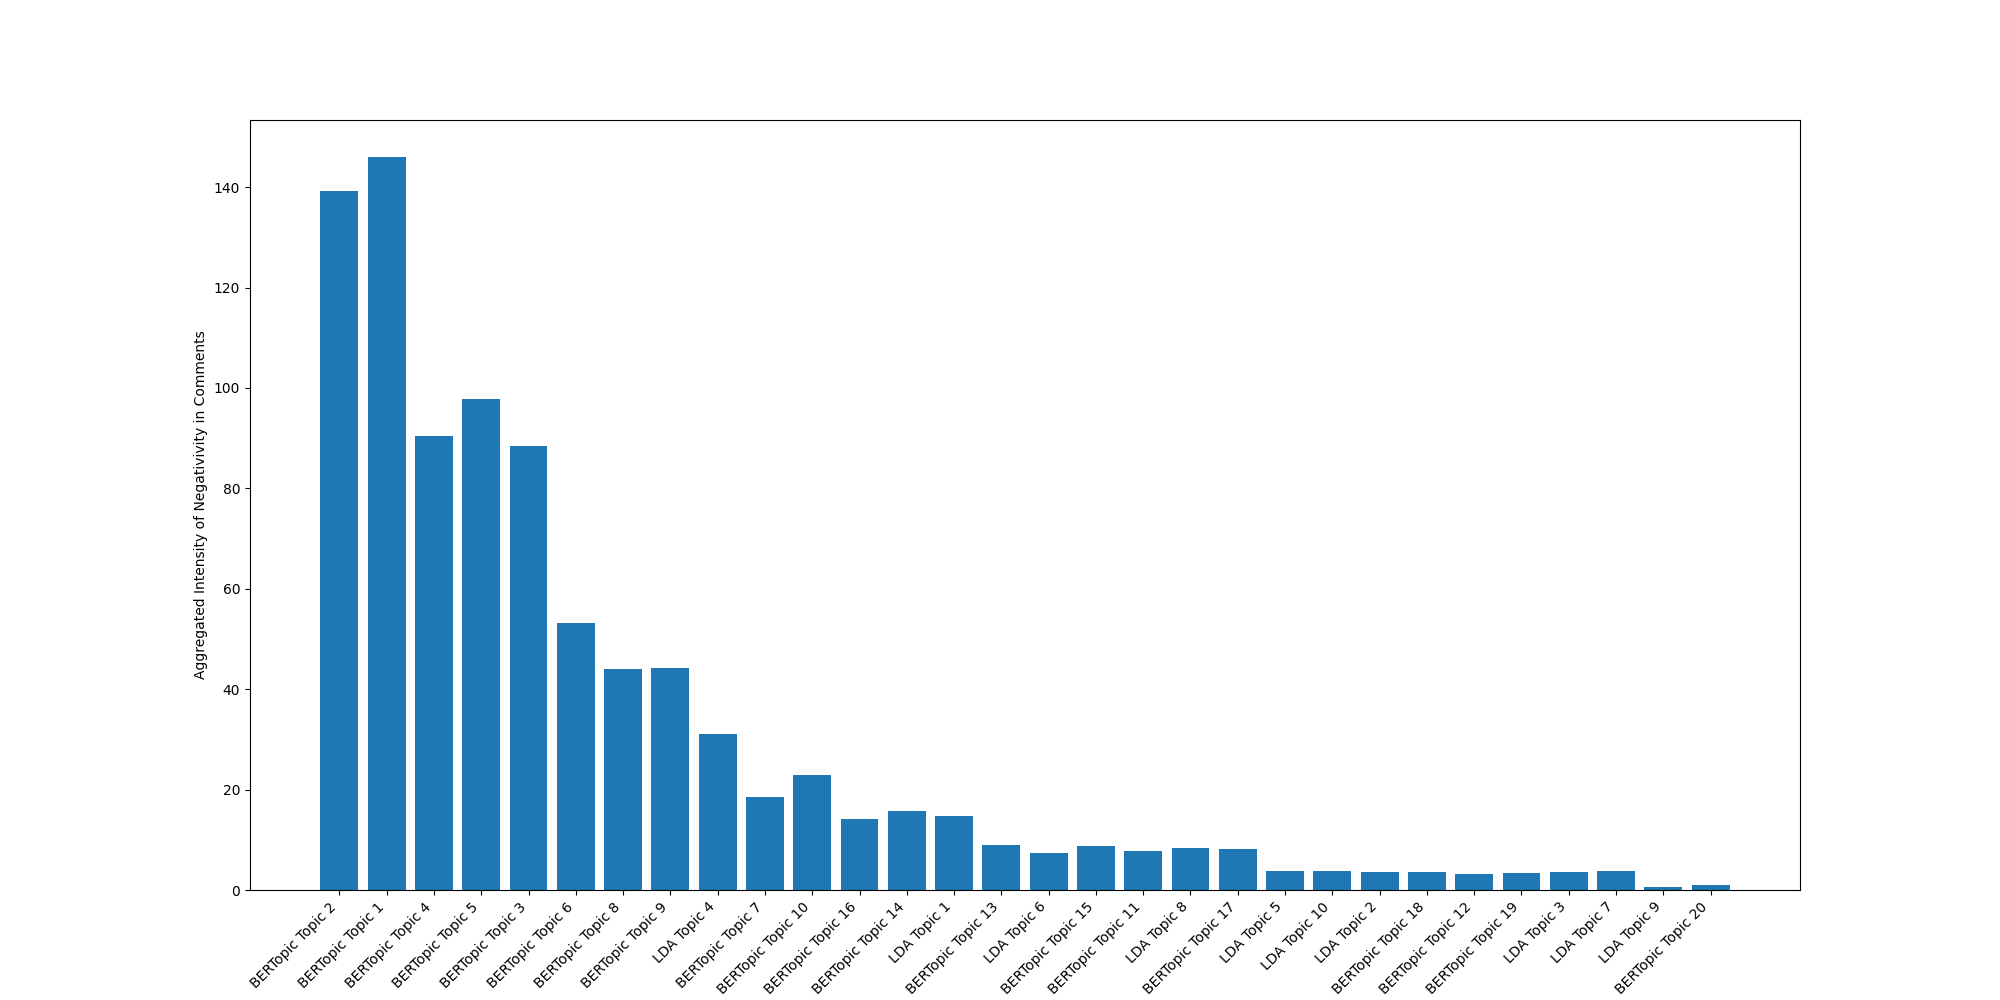 Aggregated Intensity of Negativivity in Comments
140
120
100
80
60
40
20
0
BERTopic Topic 2
BERTopic Topic 1
BERTopic Topic 4
BERTopic Topic 5
BERTopic Topic 3
BERTopic Topic 6
BERTopic Topic 8
BERTopic Topic 9
LDA Topic 4
BERTopic Topic 7
BERTopic Topic 10
BERTopic Topic 16
BERTopic Topic 14
LDA Topic 1
BERTopic Topic 13
LDA Topic 6
BERTopic Topic 15
BERTopic Topic 11
LDA Topic 8
BERTopic Topic 17
LDA Topic 5
LDA Topic 10
LDA Topic 2
BERTopic Topic 18
BERTopic Topic 12
BERTopic Topic 19
LDA Topic 3
LDA Topic 7
LDA Topic 9
BERTopic Topic 20